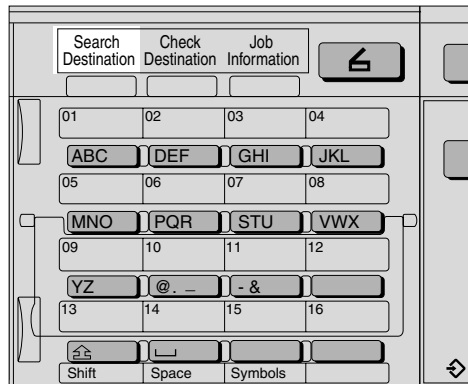 Search Check Job
Destination Destination Information
01 02 03 04
ABC DEF GHI JKL
05 06 07 08
MNO PQR STU VWX
09 10 11 12
YZ @. _ - &
13 14 15 16
Shift Space Symbols